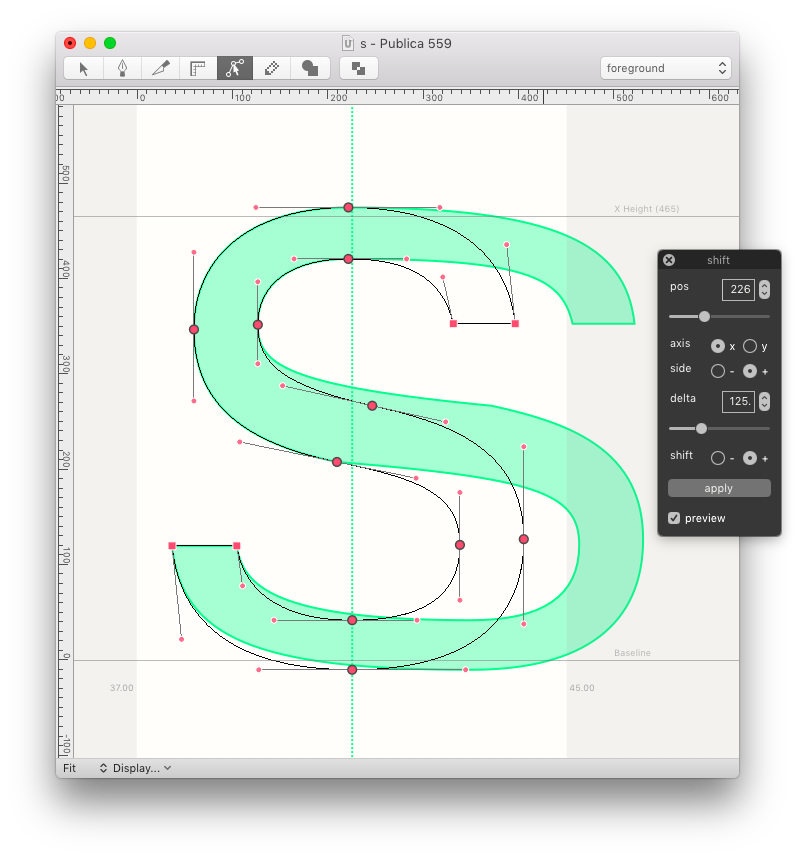 s - Publica 559
foreground
00 0 100 200 300 400 500 600
500
X Height (465)
400
300
200
100
0
-100
Baseline
37.00 45.00
shift
pos 226
axis x y
side - +
delta 125.
shift - +
apply
preview
Fit Display...